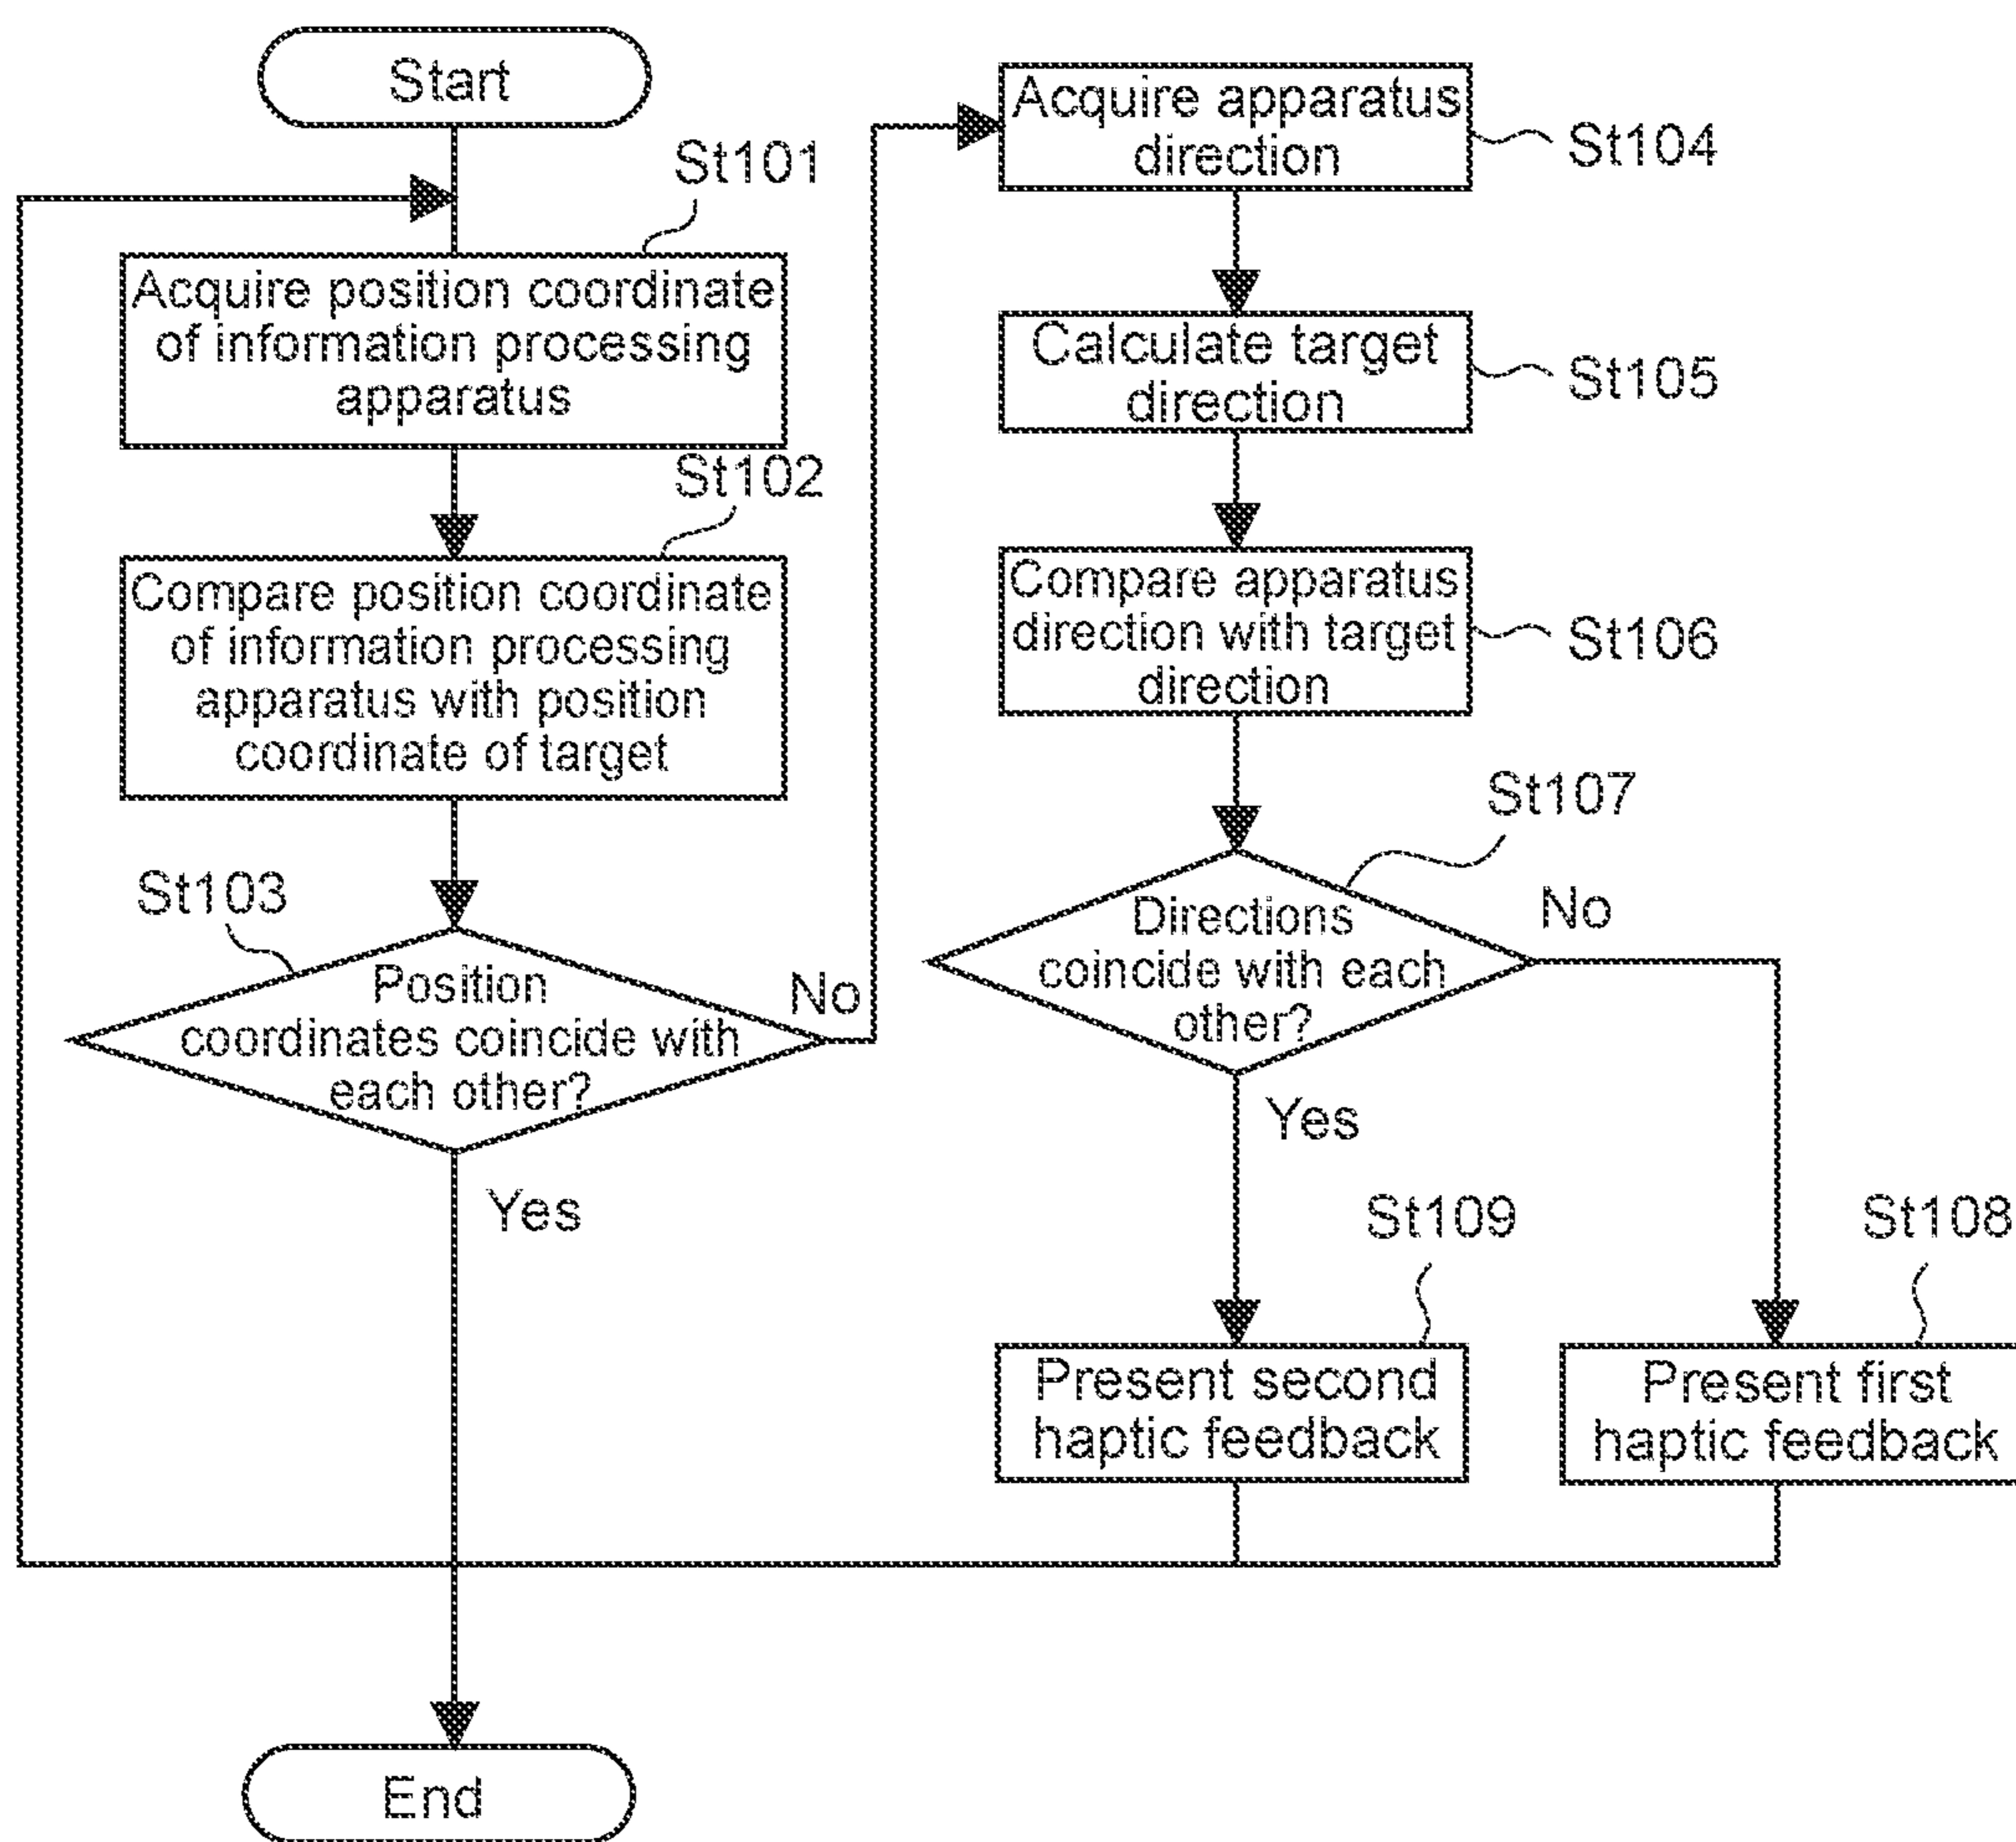 Start
St101
Acquire position coordinate
of information processing
apparatus
St102
Compare position coordinate
of information processing
apparatus with position
coordinate of target
St103
Position
coordinates coincide with
each other?
No
Yes
End
Acquire apparatus
direction
St104
Calculate target
direction
St105
Compare apparatus
direction with target
direction
St106
St107
Directions
coincide with each
other?
No
Yes
St109
Present second
haptic feedback
St108
Present first
haptic feedback